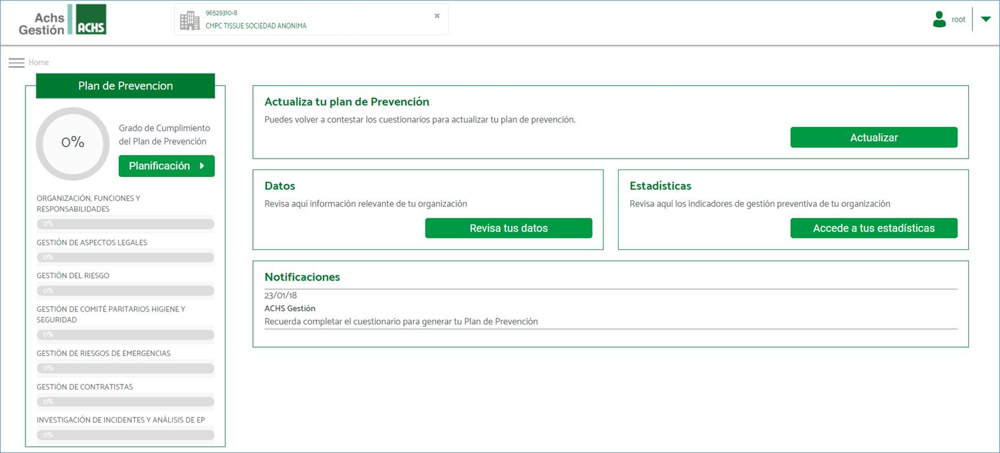 Achs
Gestión
ACHS
96529310-8
CMPC TISSUE SOCIEDAD ANONIMA
root
Home
Plan de Prevencion
0%
Grado de Cumplimiento
del Plan de Prevención
Planificación
ORGANIZACIÓN, FUNCIONES Y
RESPONSABILIDADES
0%
GESTIÓN DE ASPECTOS LEGALES
0%
GESTIÓN DEL RIESGO
0%
GESTIÓN DE COMITÉ PARITARIOS HIGIENE Y
SEGURIDAD
0%
GESTIÓN DE RIESGOS DE EMERGENCIAS
0%
GESTIÓN DE CONTRATISTAS
0%
INVESTIGACIÓN DE INCIDENTES Y ANÁLISIS DE EP
0%
Actualiza tu plan de Prevención
Puedes volver a contestar los cuestionarios para actualizar tu plan de prevención.
Actualizar
Datos
Revisa aquí información relevante de tu organización
Revisa tus datos
Estadísticas
Revisa aquí los indicadores de gestión preventiva de tu organización
Accede a tus estadísticas
Notificaciones
23/01/18
ACHS Gestión
Recuerda completar el cuestionario para generar tu Plan de Prevención